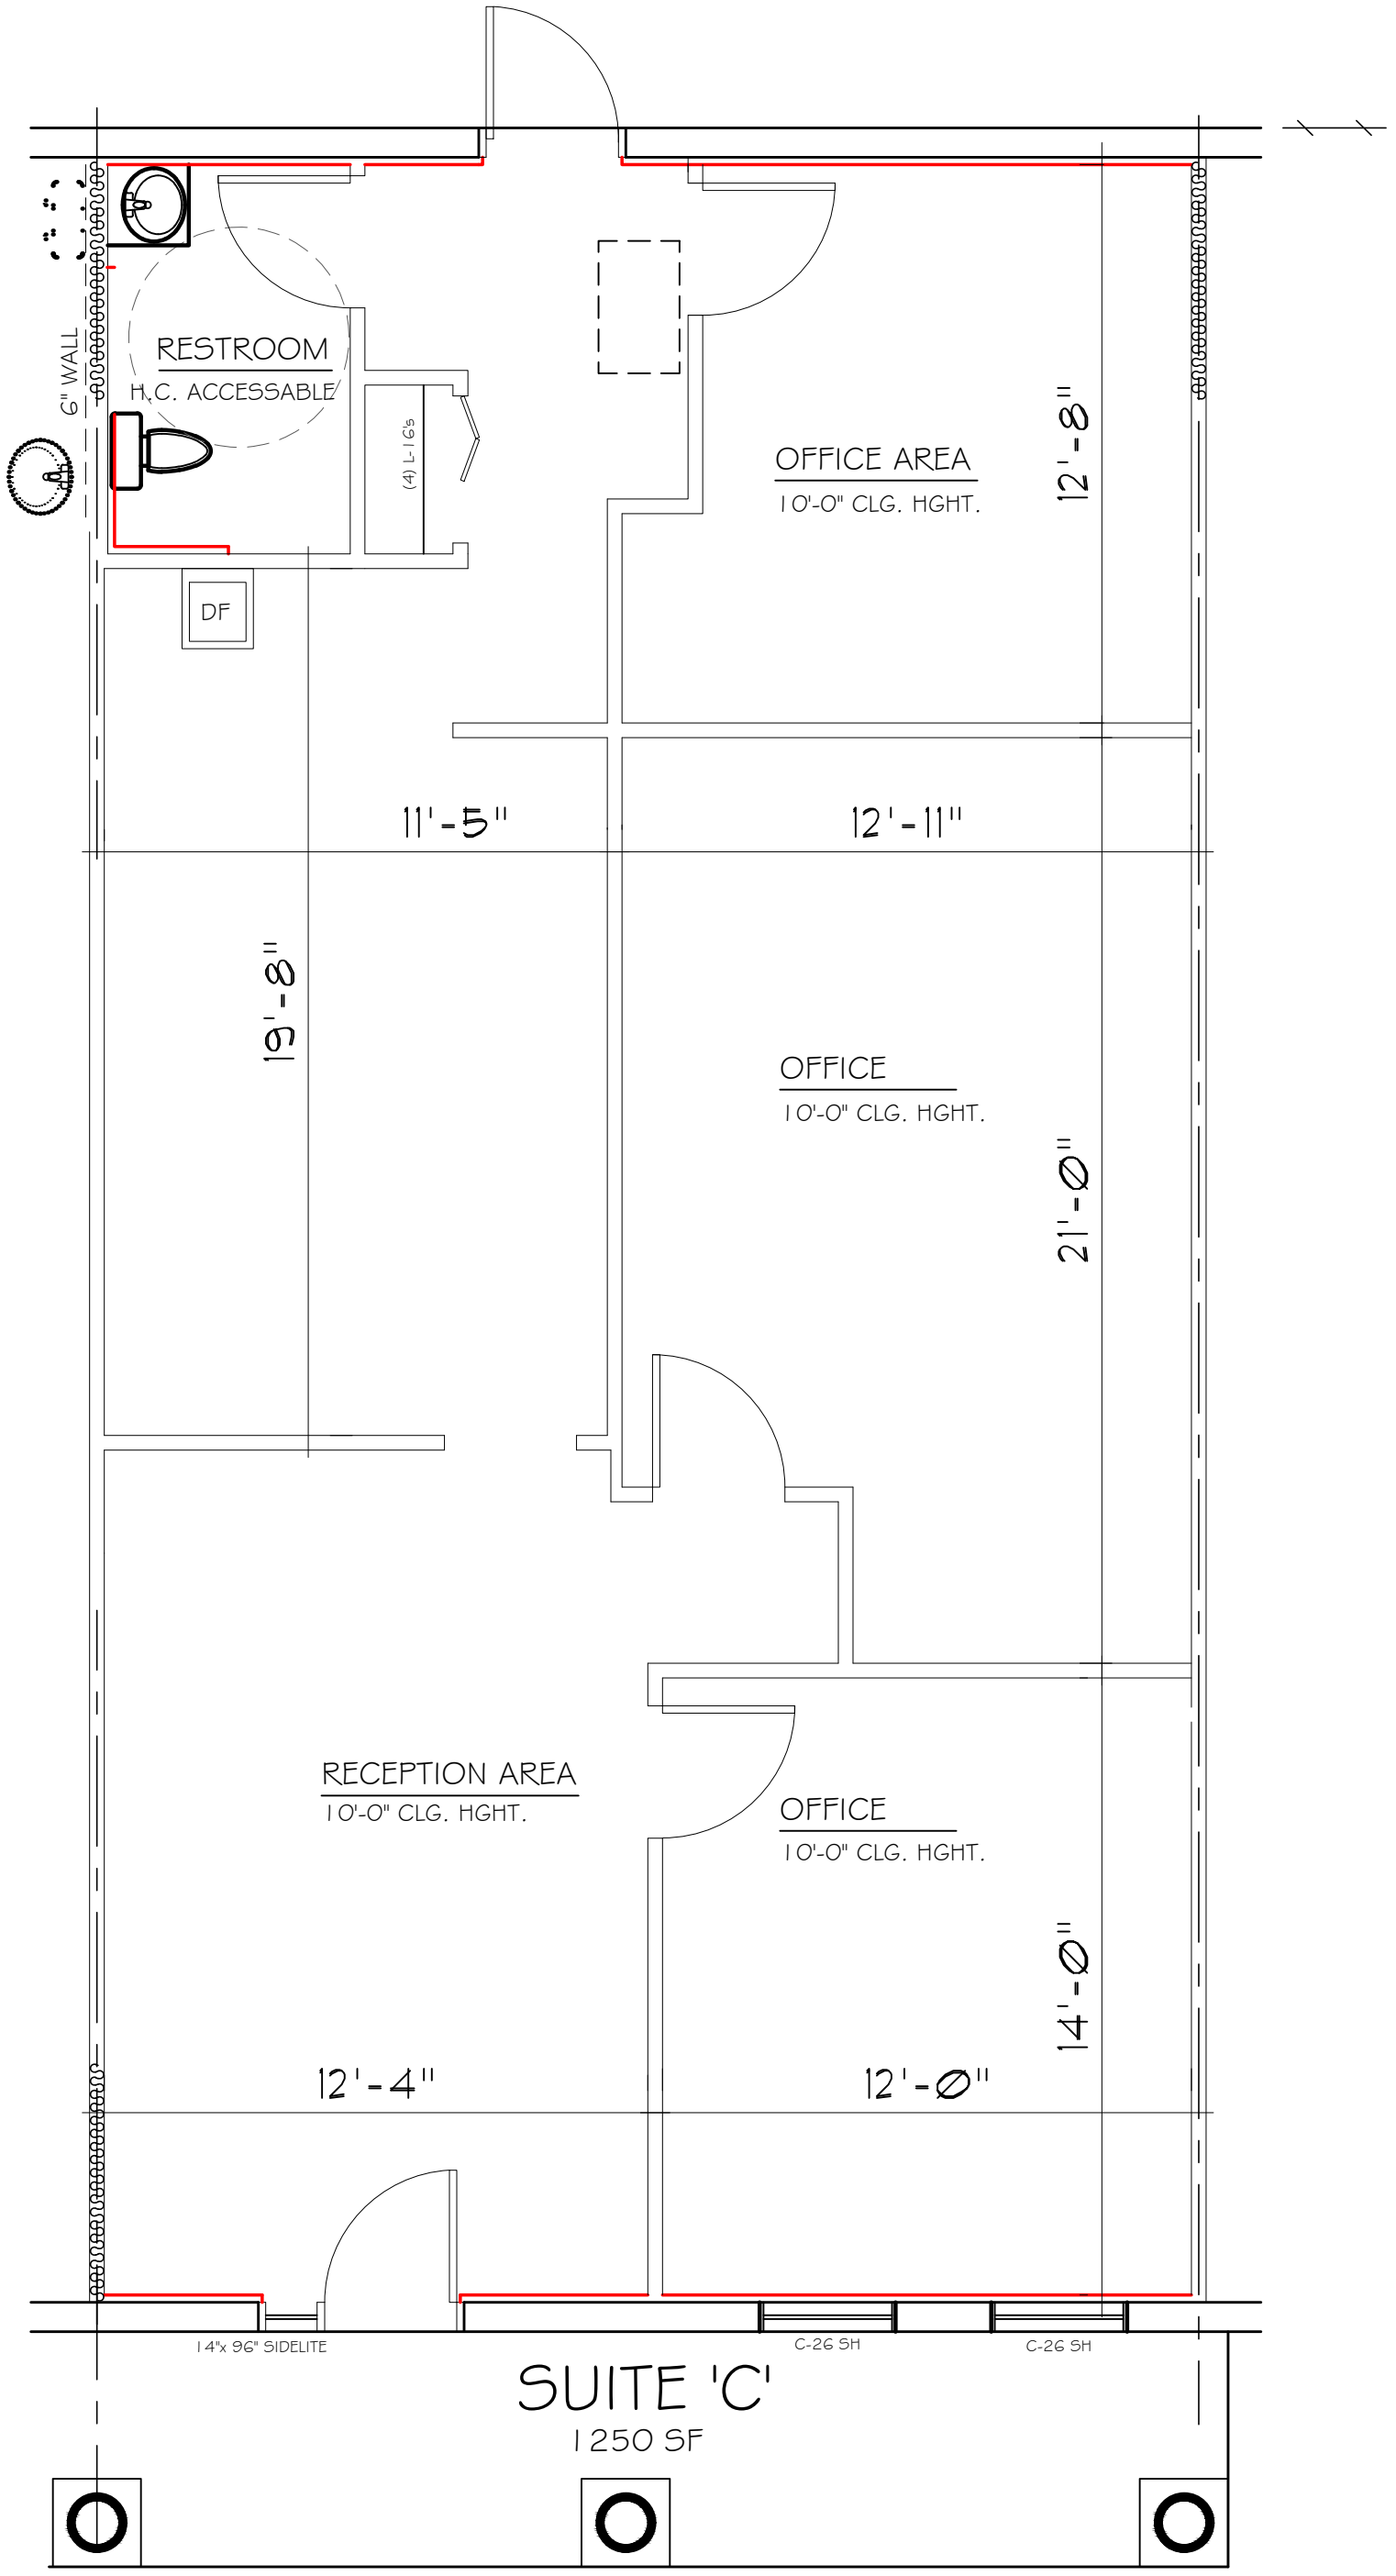 RESTROOM
H.C. ACCESSABLE
6" WALL
(4) L-16's
OFFICE AREA
10'-0" CLG. HGHT.
12'-8"
DF
11'-5"
12'-11"
19'-8"
OFFICE
10'-0" CLG. HGHT.
21'-0"
RECEPTION AREA
10'-0" CLG. HGHT.
OFFICE
10'-0" CLG. HGHT.
14'-0"
12'-4"
12'-0"
14"x 96" SIDELITE
C-26 SH
C-26 SH
SUITE 'C'
1250 SF